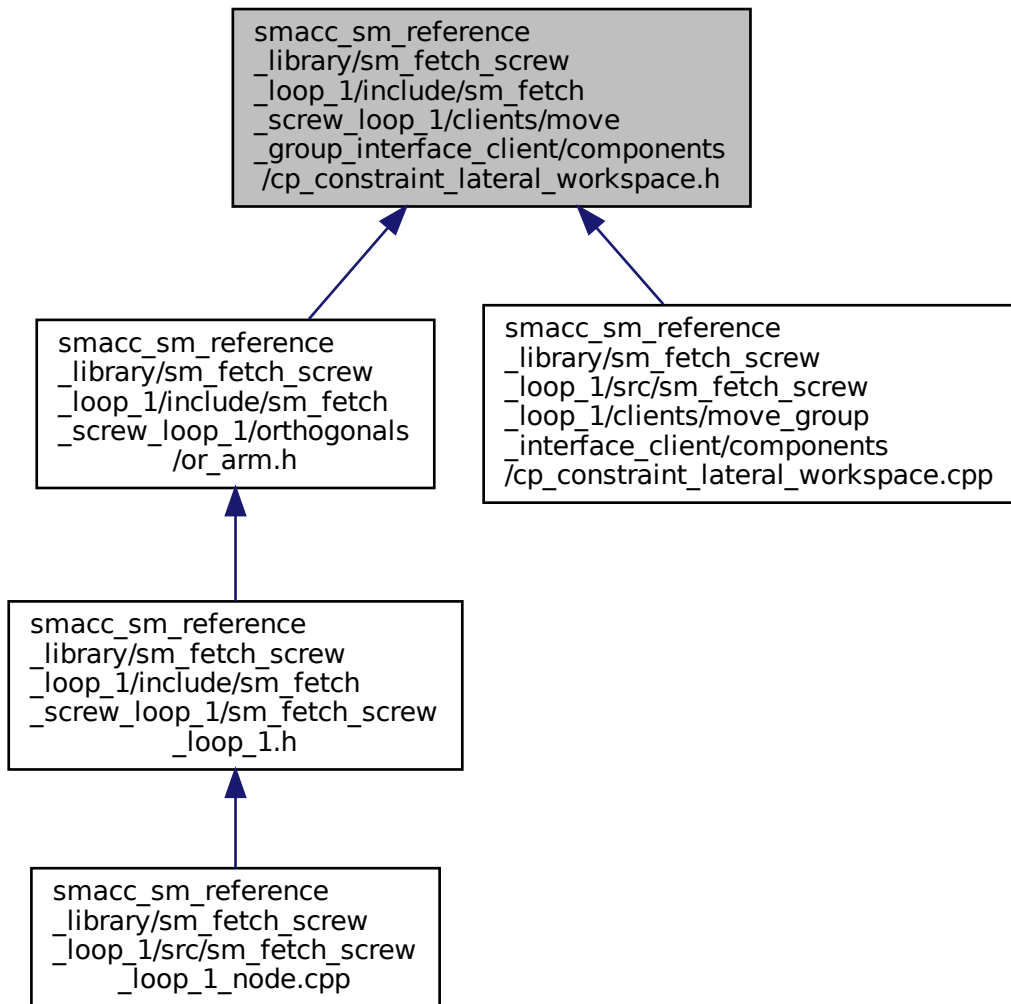 smacc_sm_reference
_library/sm_fetch_screw
_loop_1/include/sm_fetch
_screw_loop_1/clients/move
_group_interface_client/components
/cp_constraint_lateral_workspace.h
smacc_sm_reference
_library/sm_fetch_screw
_loop_1/include/sm_fetch
_screw_loop_1/orthogonals
/or_arm.h
smacc_sm_reference
_library/sm_fetch_screw
_loop_1/src/sm_fetch_screw
_loop_1/clients/move_group
_interface_client/components
/cp_constraint_lateral_workspace.cpp
smacc_sm_reference
_library/sm_fetch_screw
_loop_1/include/sm_fetch
_screw_loop_1/sm_fetch_screw
_loop_1.h
smacc_sm_reference
_library/sm_fetch_screw
_loop_1/src/sm_fetch_screw
_loop_1_node.cpp